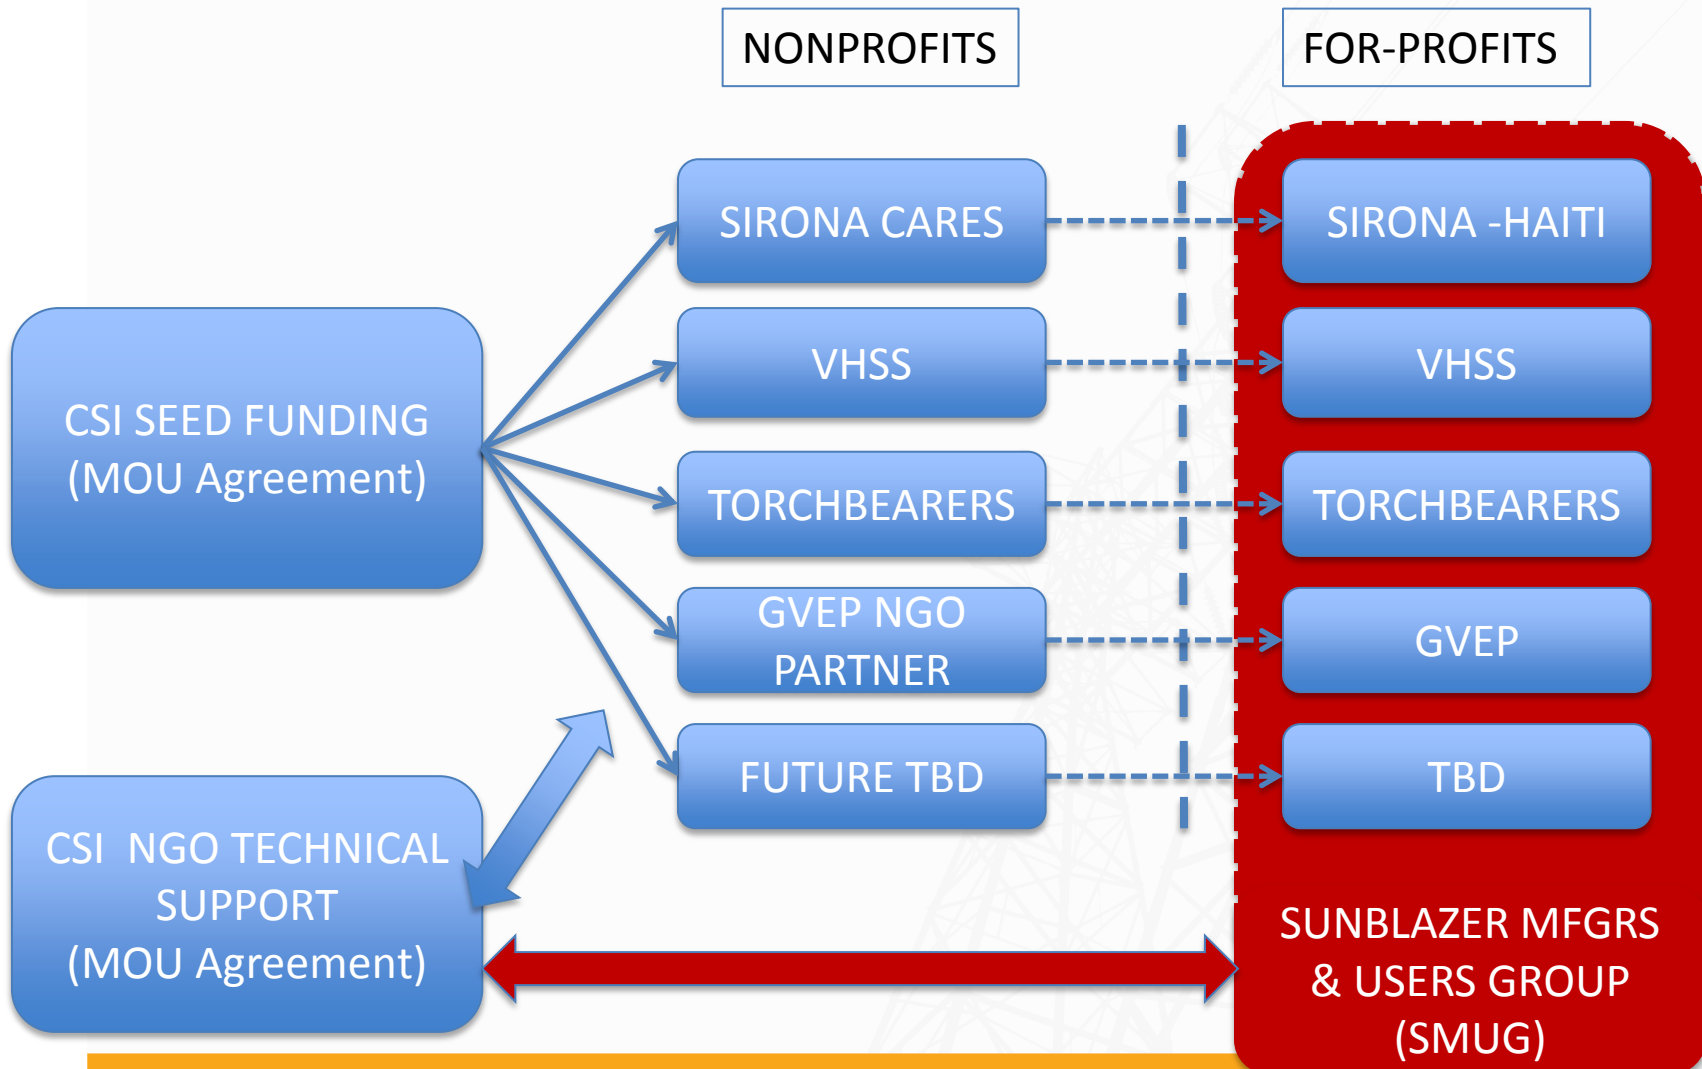 NONPROFITS
FOR-PROFITS
SIRONA CARES
SIRONA -HAITI
VHSS
VHSS
CSI SEED FUNDING
(MOU Agreement)
TORCHBEARERS
TORCHBEARERS
GVEP NGO
PARTNER
GVEP
FUTURE TBD
TBD
CSI  NGO TECHNICAL
SUPPORT
(MOU Agreement)
SUNBLAZER MFGRS
& USERS GROUP
(SMUG)